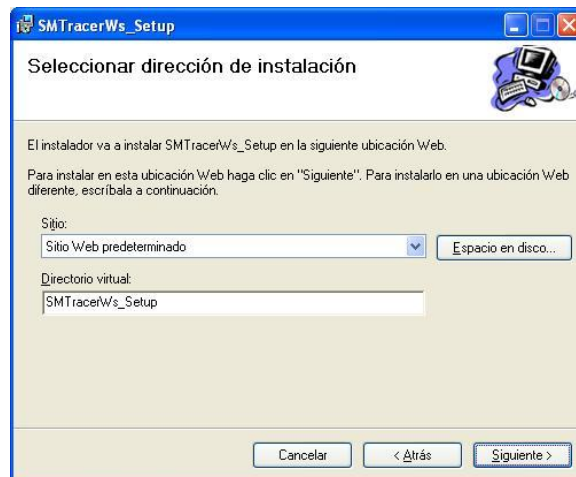 SMTracerWs_Setup
Seleccionar dirección de instalación
El instalador va a instalar SMTracerWs_Setup en la siguiente ubicación Web.
Para instalar en esta ubicación Web haga clic en "Siguiente". Para instalarlo en una ubicación Web
diferente, escríbala a continuación.
Sitio:
Sitio Web predeterminado
Espacio en disco...
Directorio virtual:
SMTracerWs_Setup
Cancelar
< Atrás
Siguiente >